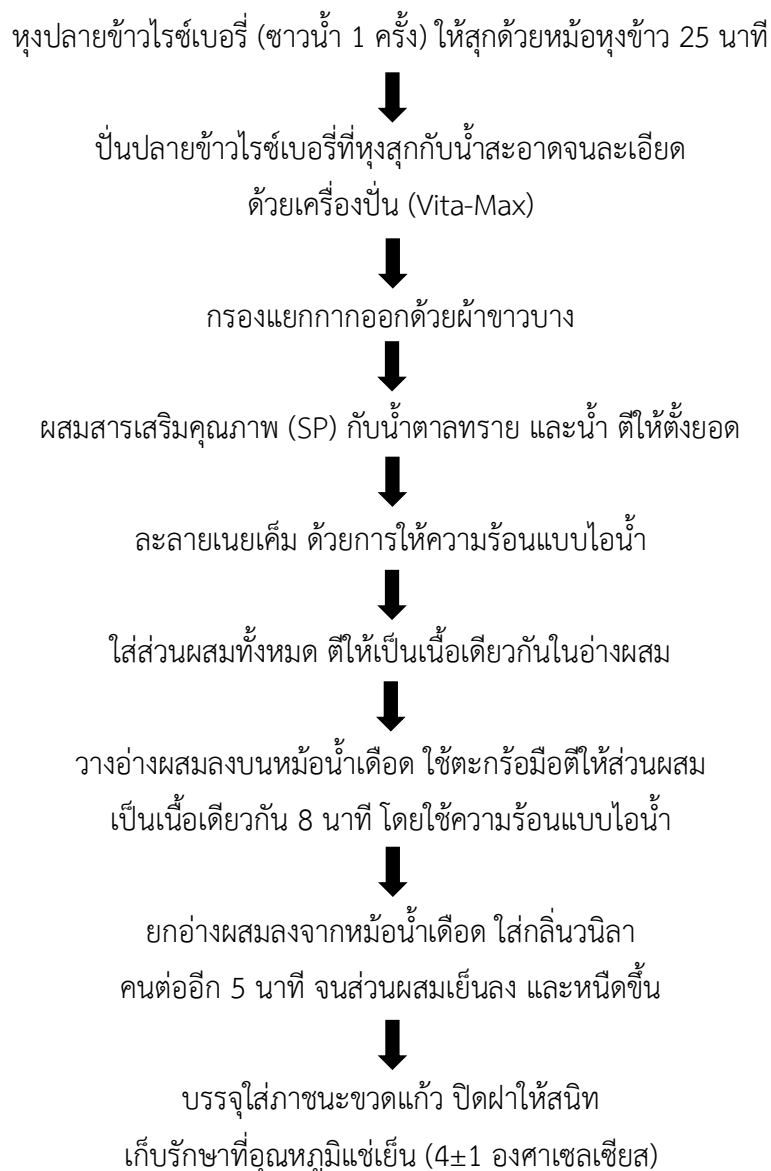 หุงปลายข้าวไรซ์เบอรี่ (ซาวน้ำ 1 ครั้ง) ให้สุกด้วยหม้อหุงข้าว 25 นาที
ปั่นปลายข้าวไรซ์เบอรี่ที่หุงสุกกับน้ำสะอาดจนละเอียด
ด้วยเครื่องปั่น (Vita-Max)
กรองแยกกากออกด้วยผ้าขาวบาง
ผสมสารเสริมคุณภาพ (SP) กับน้ำตาลทราย และน้ำ ตีให้ตั้งยอด
ละลายเนยเค็ม ด้วยการให้ความร้อนแบบไอน้ำ
ใส่ส่วนผสมทั้งหมด ตีให้เป็นเนื้อเดียวกันในอ่างผสม
วางอ่างผสมลงบนหม้อน้ำเดือด ใช้ตะกร้อมือตีให้ส่วนผสม
เป็นเนื้อเดียวกัน 8 นาที โดยใช้ความร้อนแบบไอน้ำ
ยกอ่างผสมลงจากหม้อน้ำเดือด ใส่กลิ่นวนิลา
คนต่ออีก 5 นาที จนส่วนผสมเย็นลง และหนืดขึ้น
บรรจุใส่ภาชนะขวดแก้ว ปิดฝาให้สนิท
เก็บรักษาที่อุณหภูมิแช่เย็น (4±1 องศาเซลเซียส)